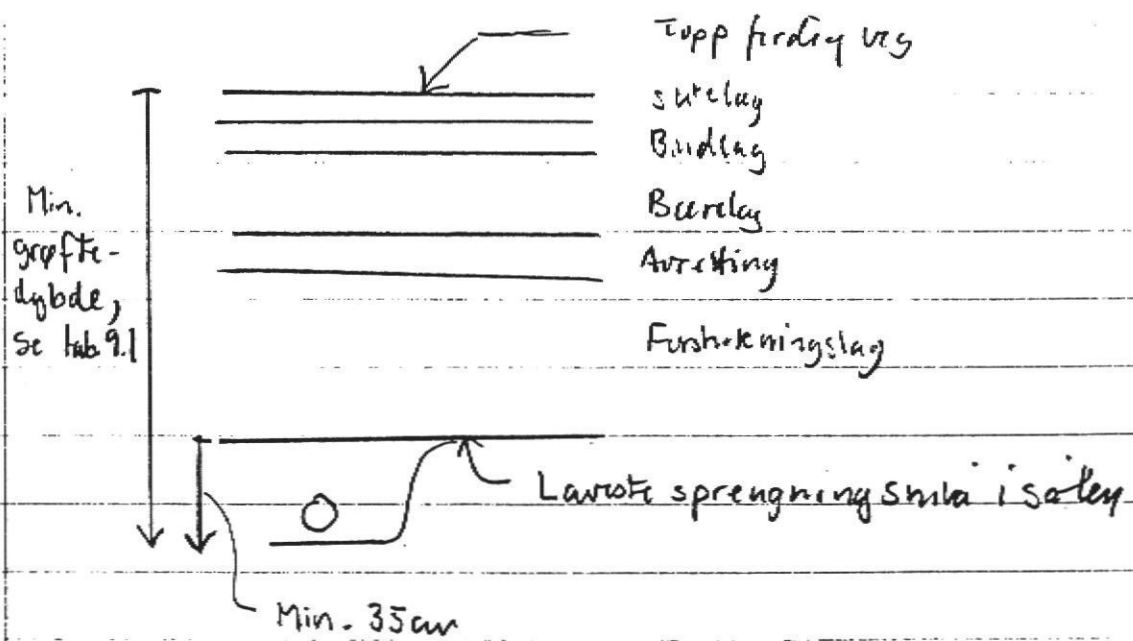 Topp ferdig veg
slitelag
Bindlag
Bærelag
Avretting
Forsterkningslag
Min.
grøfte-
dybde,
Se tab. 9.1
Laveste sprengningsnivå i sålen
Min. 35cm